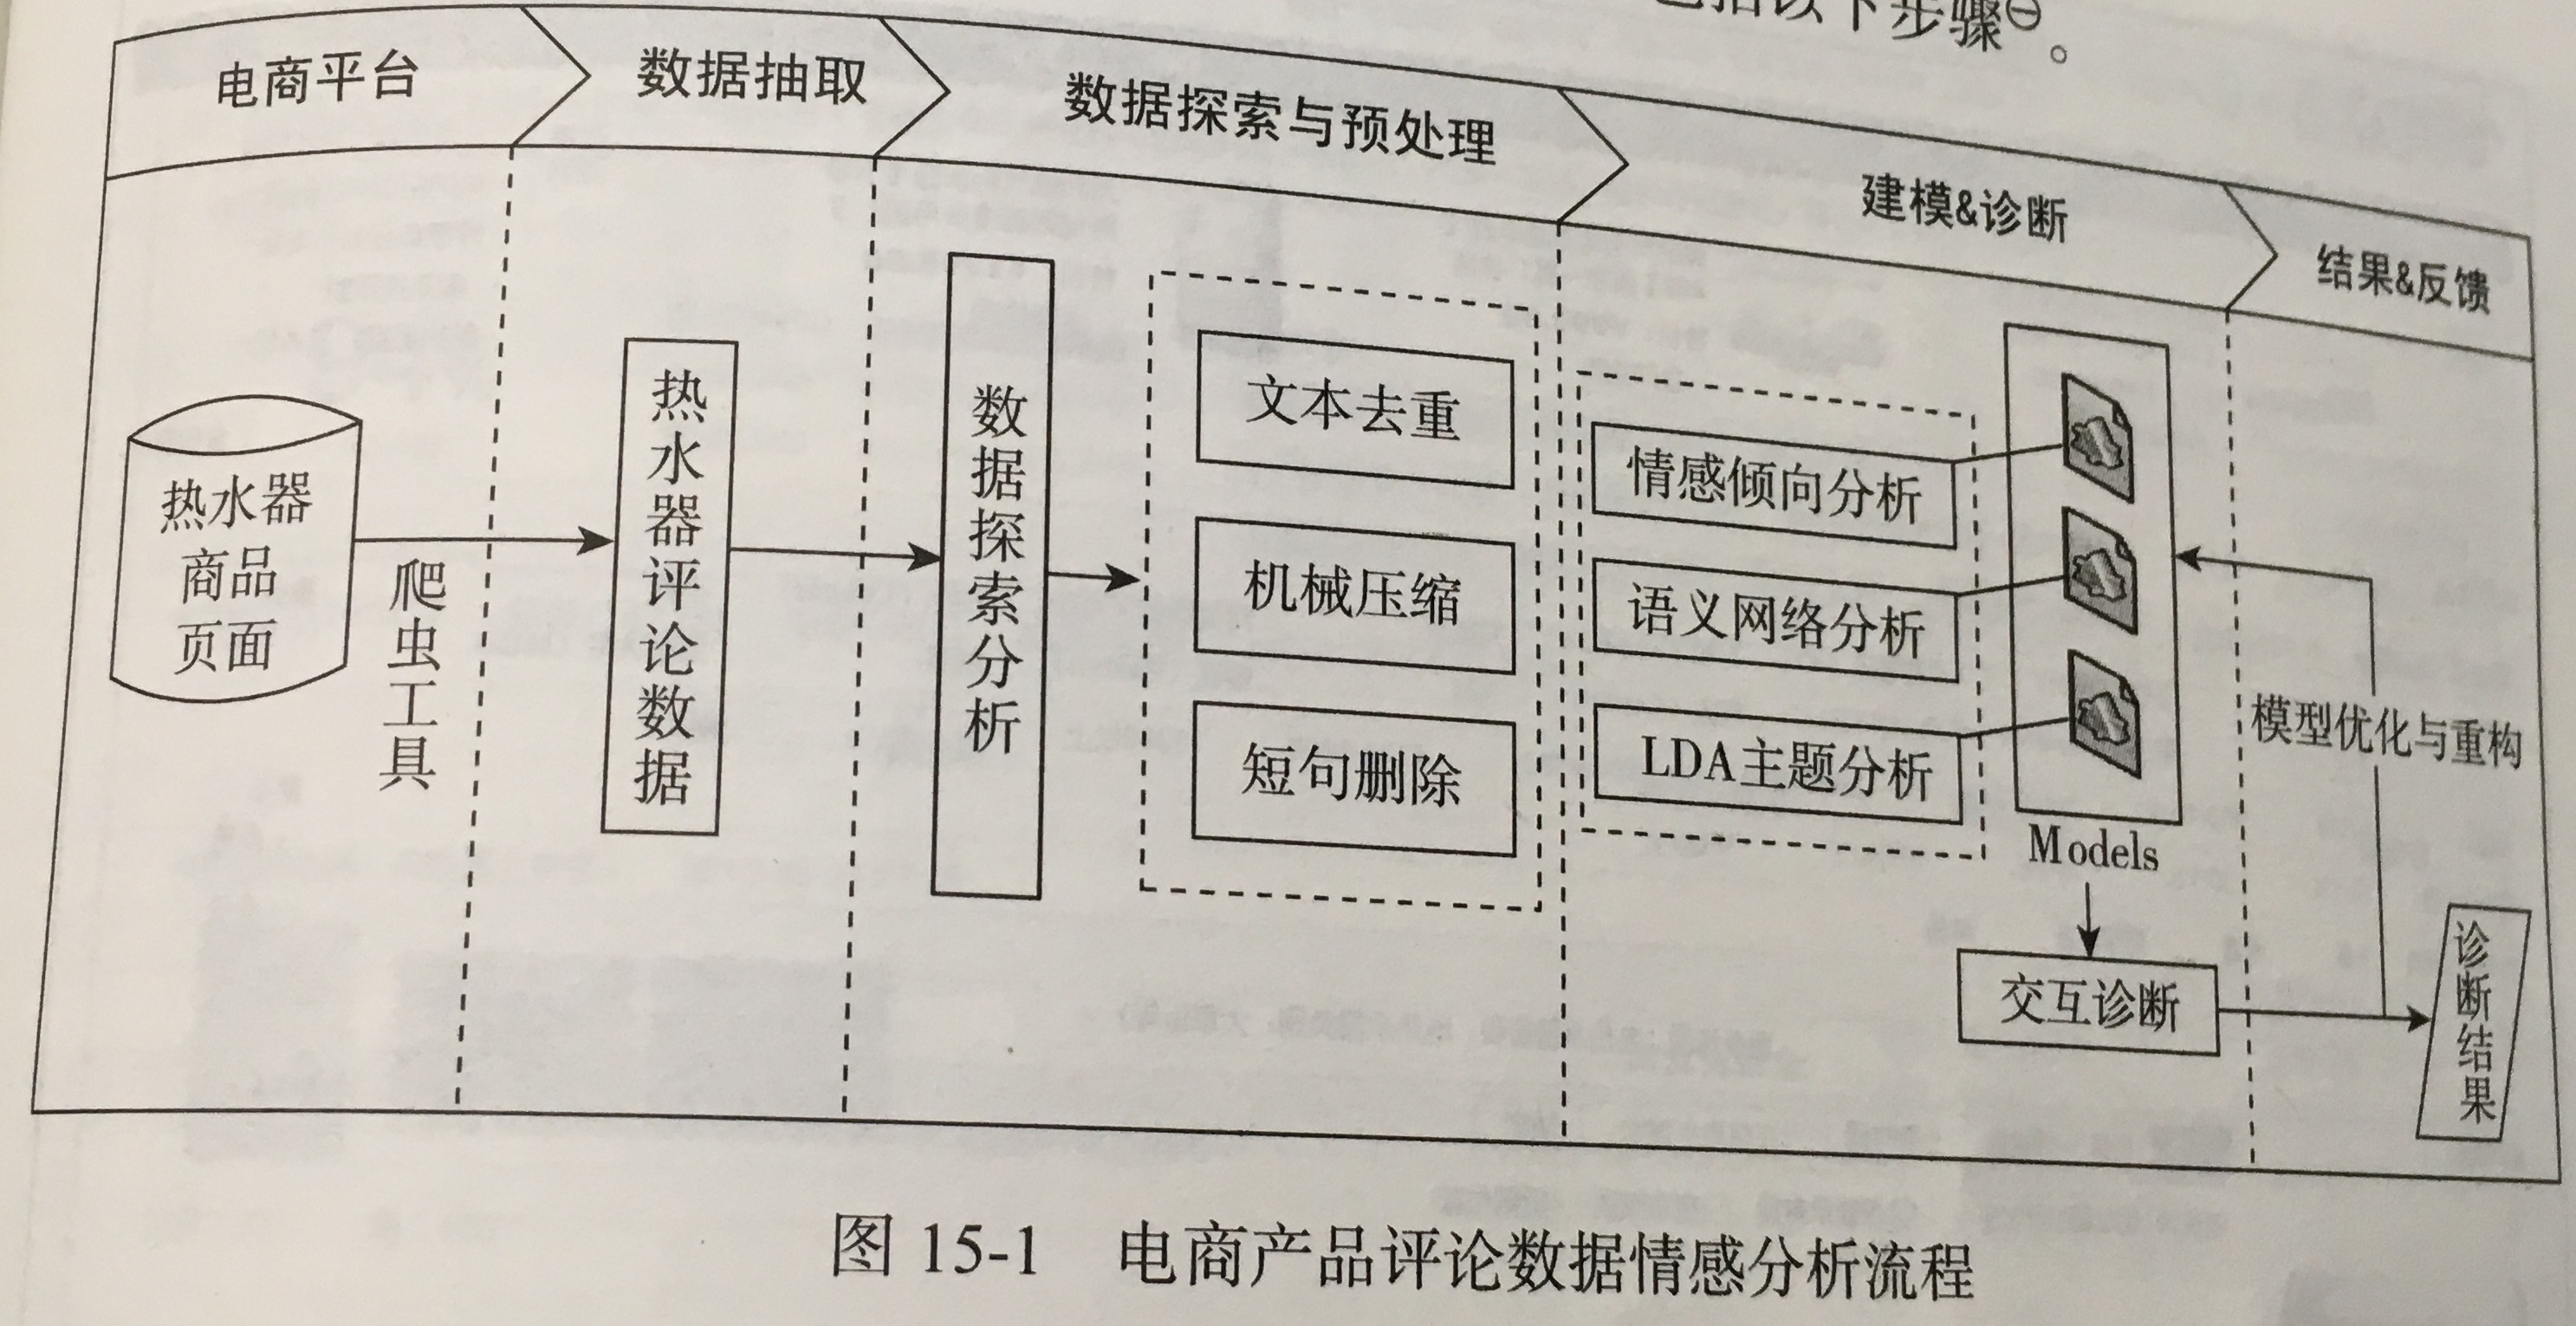 括以下步骤⊖。
电商平台
数据抽取
数据探索与预处理
建模&诊断
结果&反馈
热水器
商品
页面
爬虫工具
热水器评论数据
数据探索分析
文本去重
机械压缩
短句删除
情感倾向分析
语义网络分析
LDA主题分析
Models
交互诊断
模型优化与重构
诊断结果
图 15-1 电商产品评论数据情感分析流程